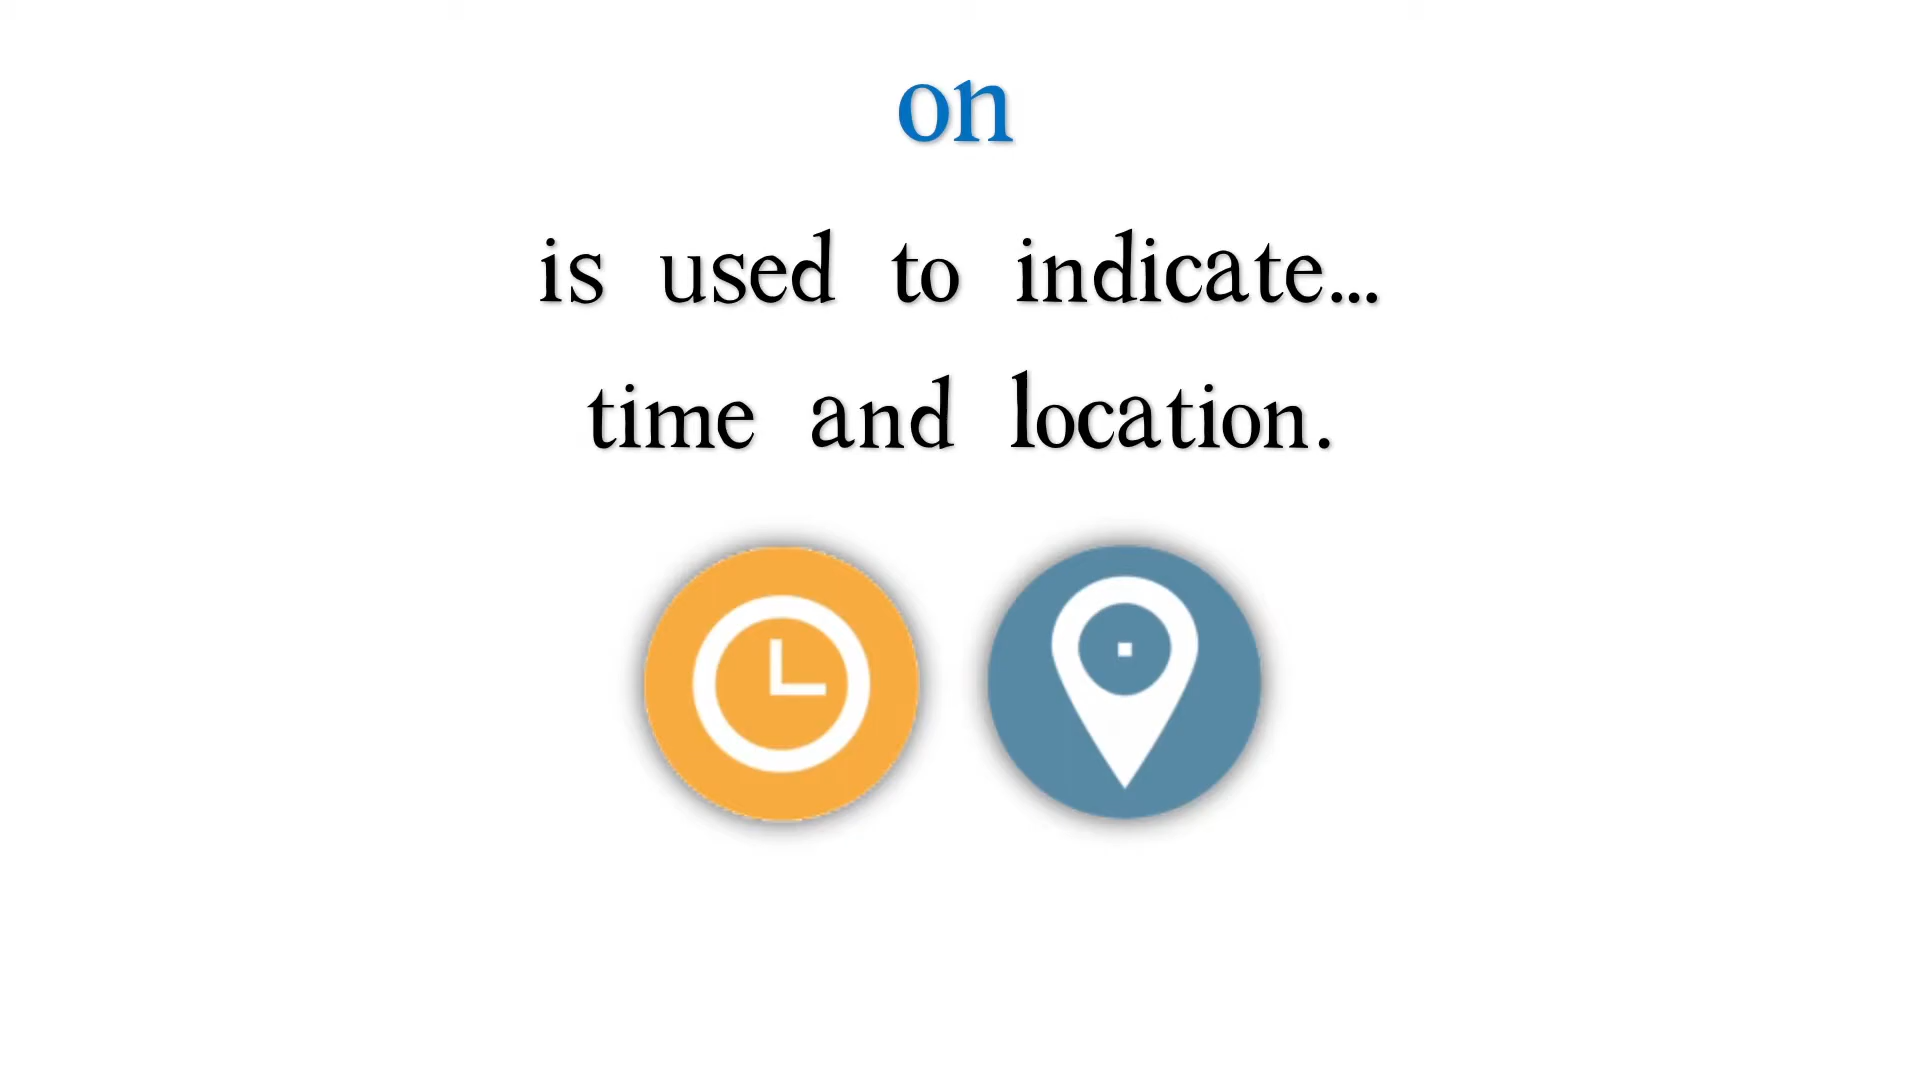 on
is used to indicate...
time and location.